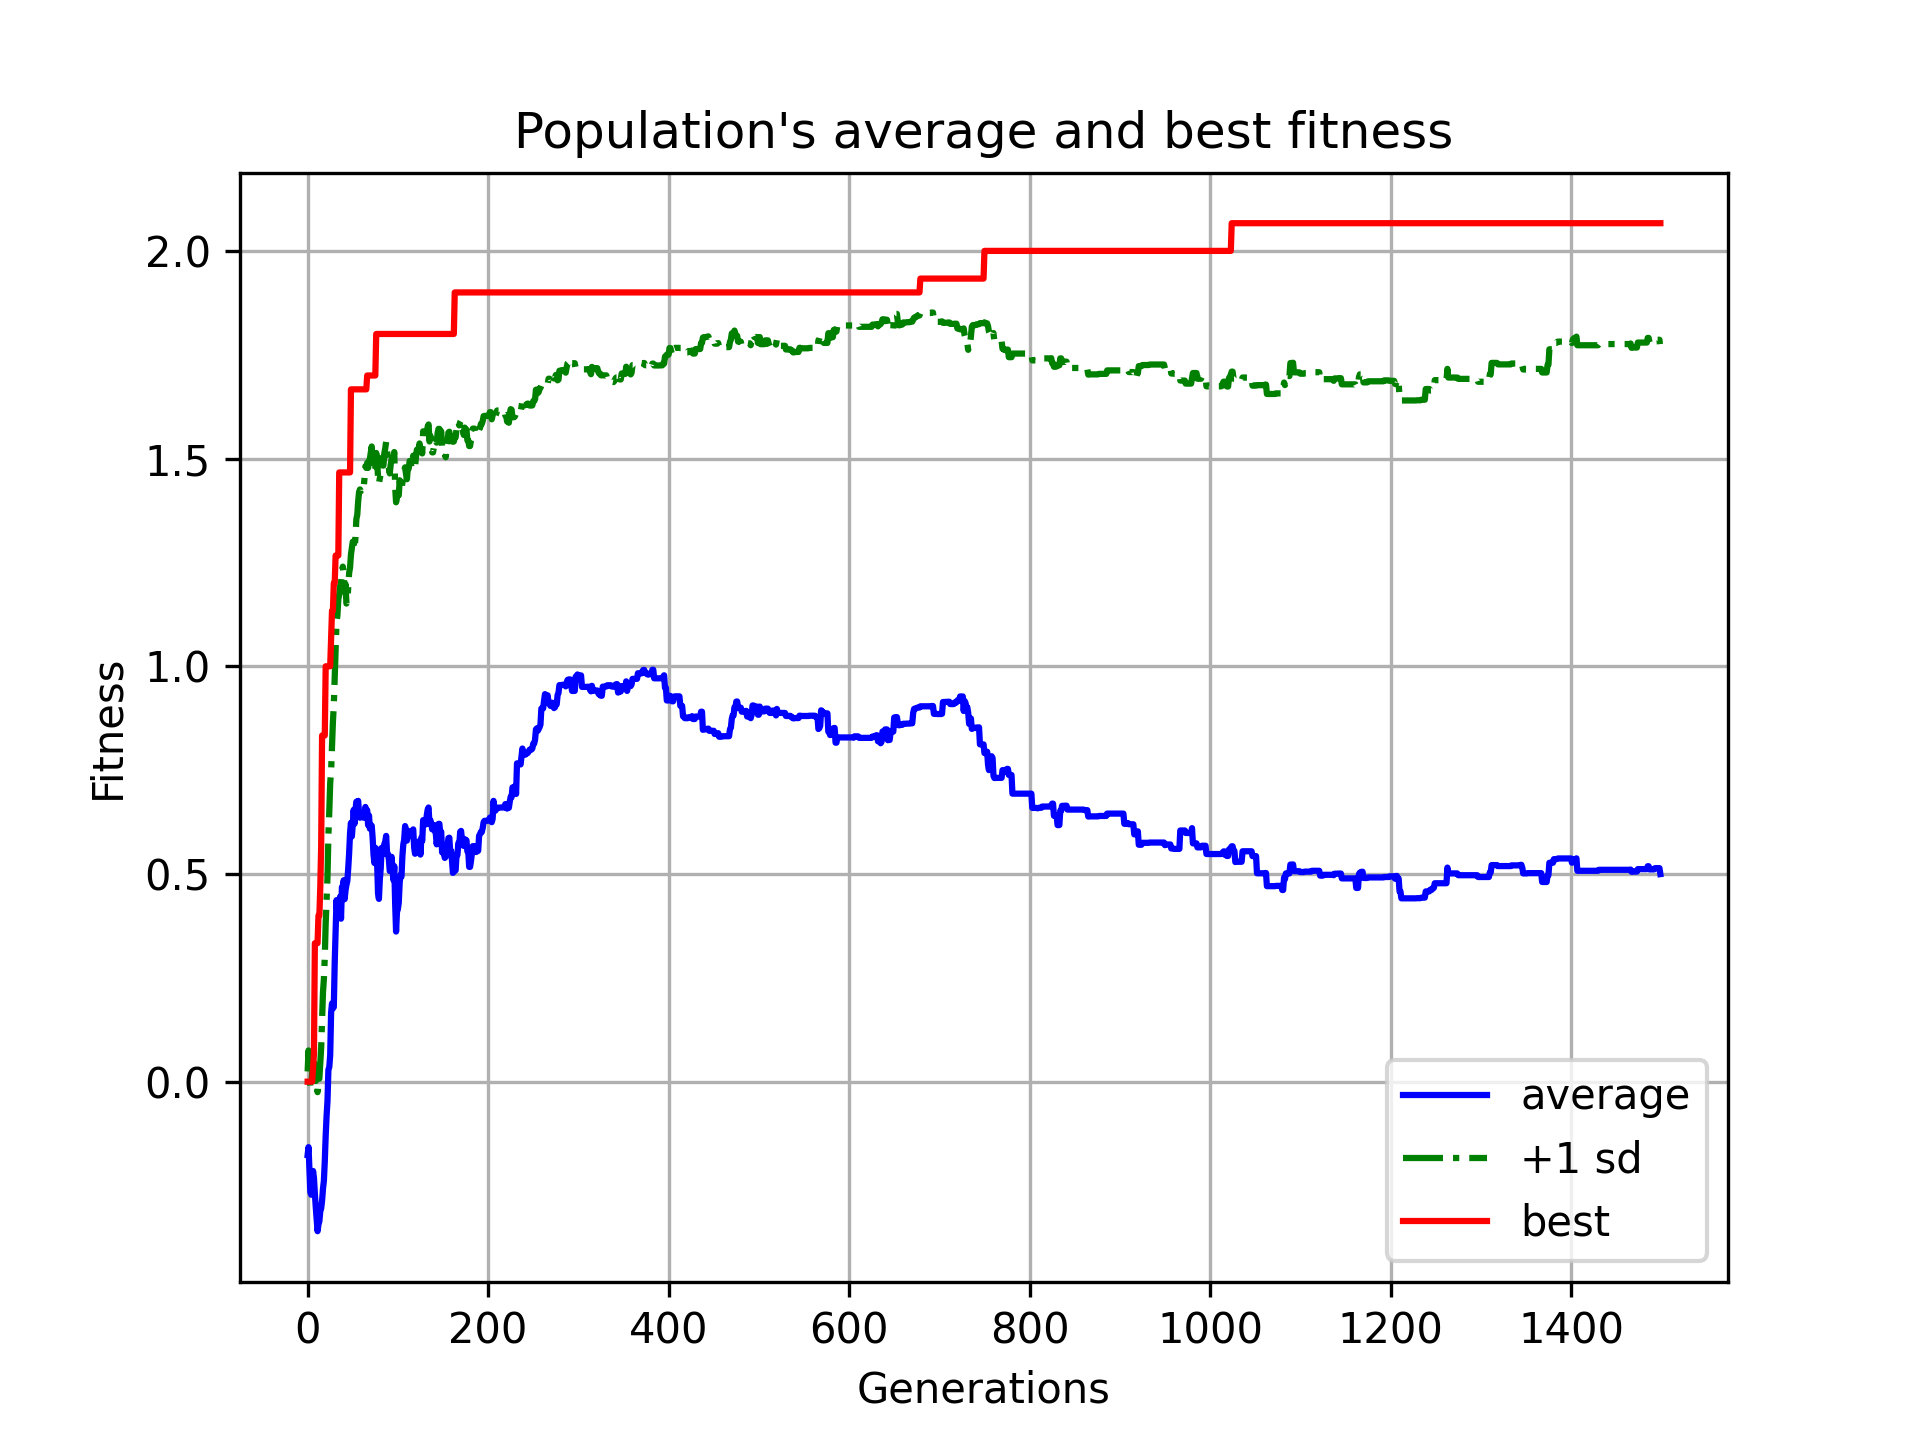 Population's average and best fitness
Fitness
2.0
1.5
1.0
0.5
0.0
average
+1 sd
best
0 200 400 600 800 1000 1200 1400
Generations